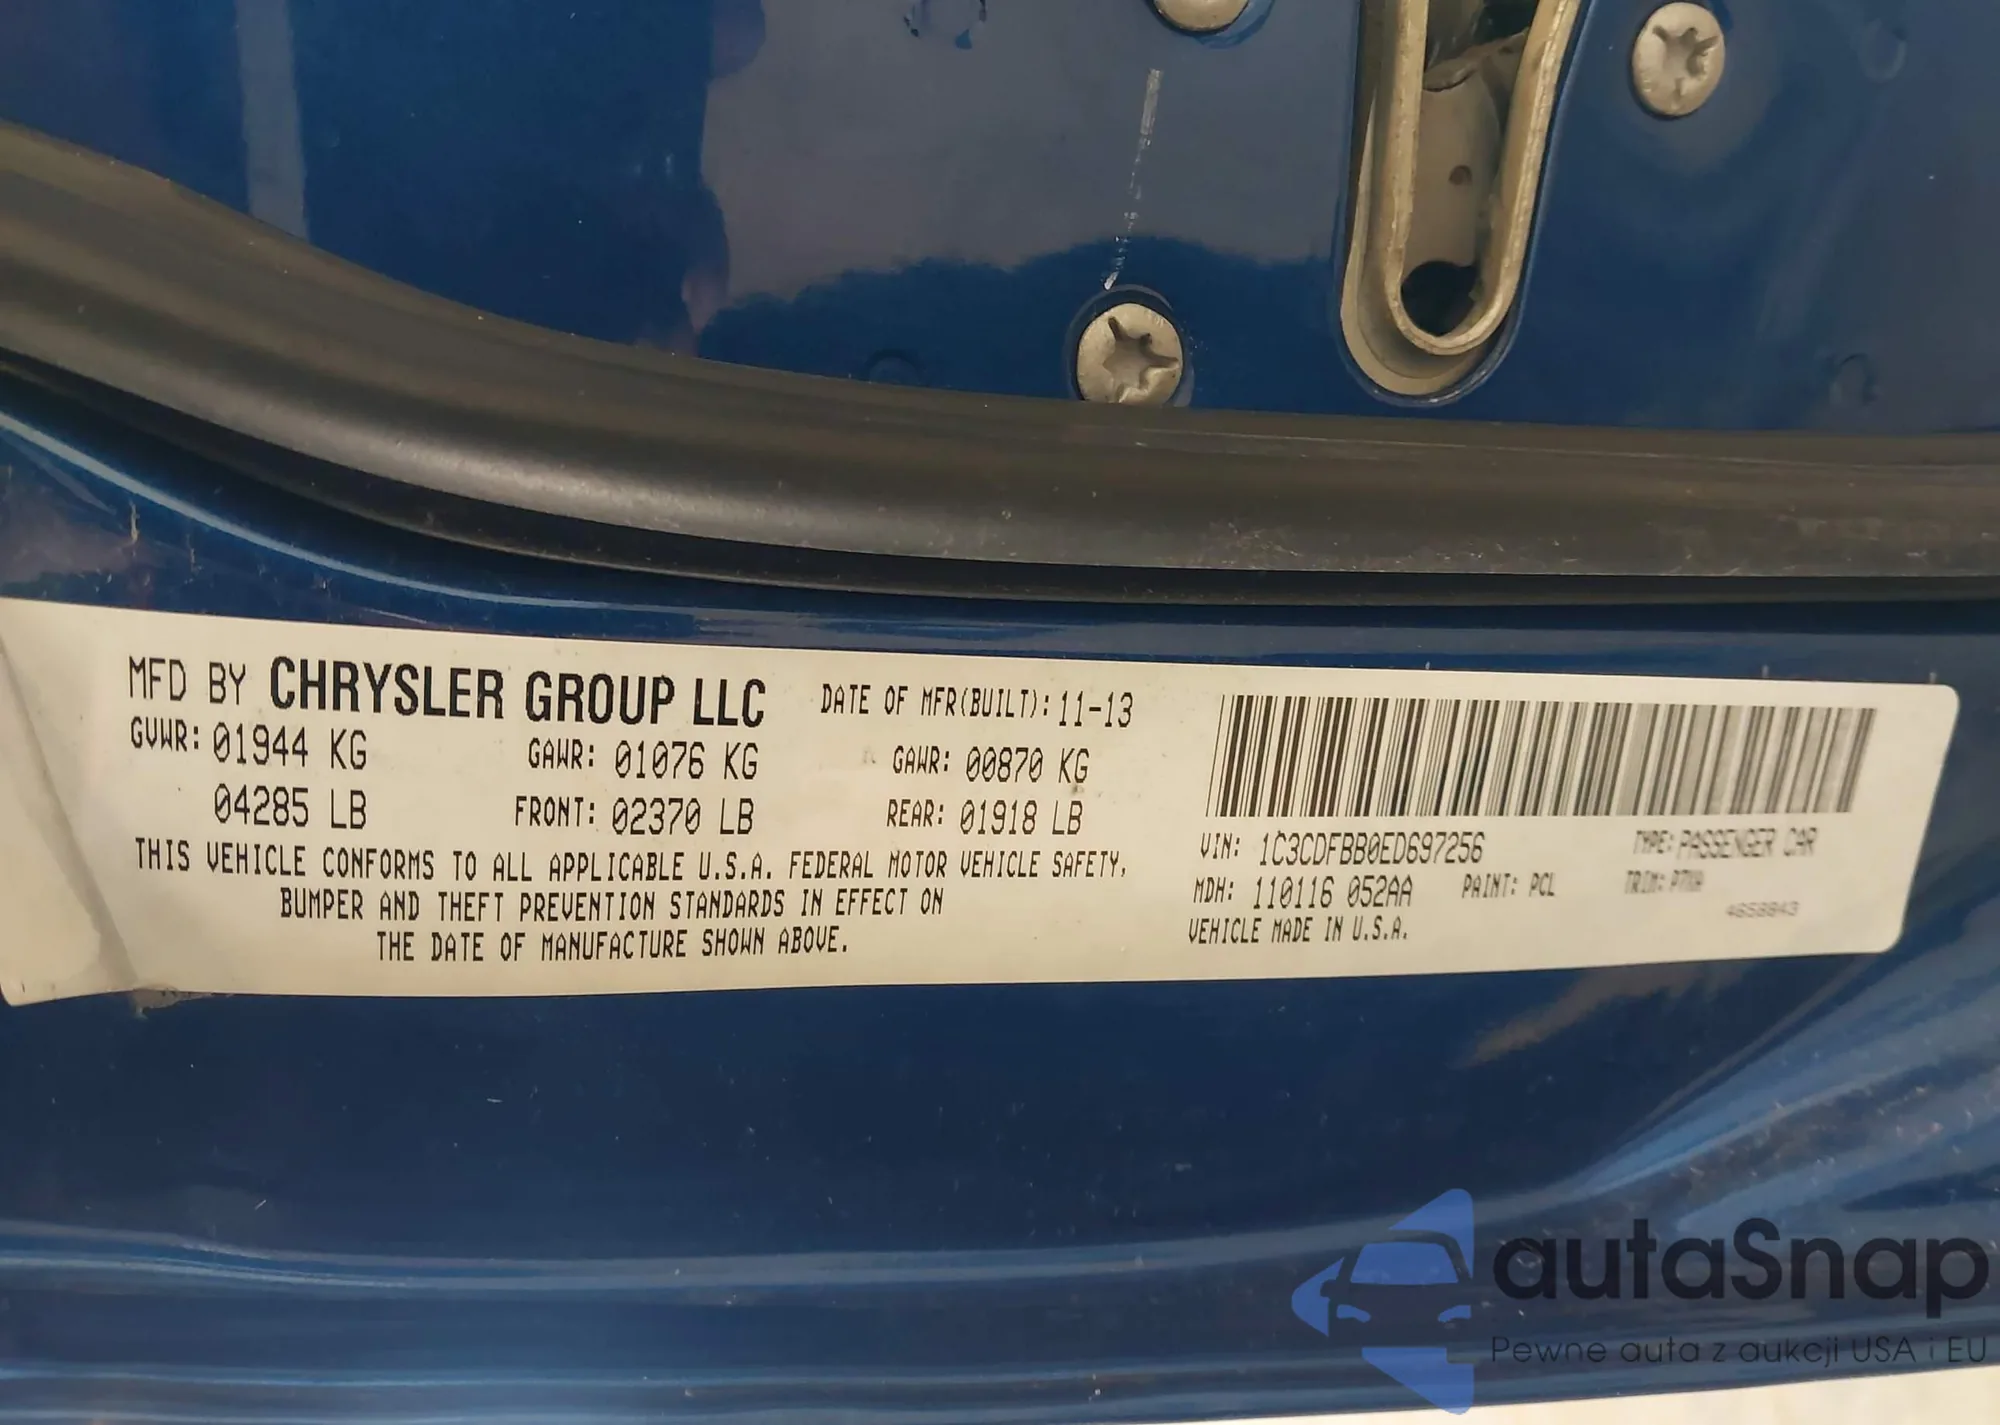 MFD BY CHRYSLER GROUP LLC DATE OF MFR(BUILT): 11-13
GVWR: 01944 KG GAWR: 01076 KG GAWR: 00870 KG
04285 LB FRONT: 02370 LB REAR: 01918 LB
THIS VEHICLE CONFORMS TO ALL APPLICABLE U.S.A. FEDERAL MOTOR VEHICLE SAFETY,
BUMPER AND THEFT PREVENTION STANDARDS IN EFFECT ON
THE DATE OF MANUFACTURE SHOWN ABOVE.
VIN: 1C3CDFBB0ED697256 TYPE: PASSENGER CAR
MDH: 110116 052AA PAINT: PCL TRIM:
VEHICLE MADE IN U.S.A.
autaSnap
Pewne auta z aukcji USA i EU